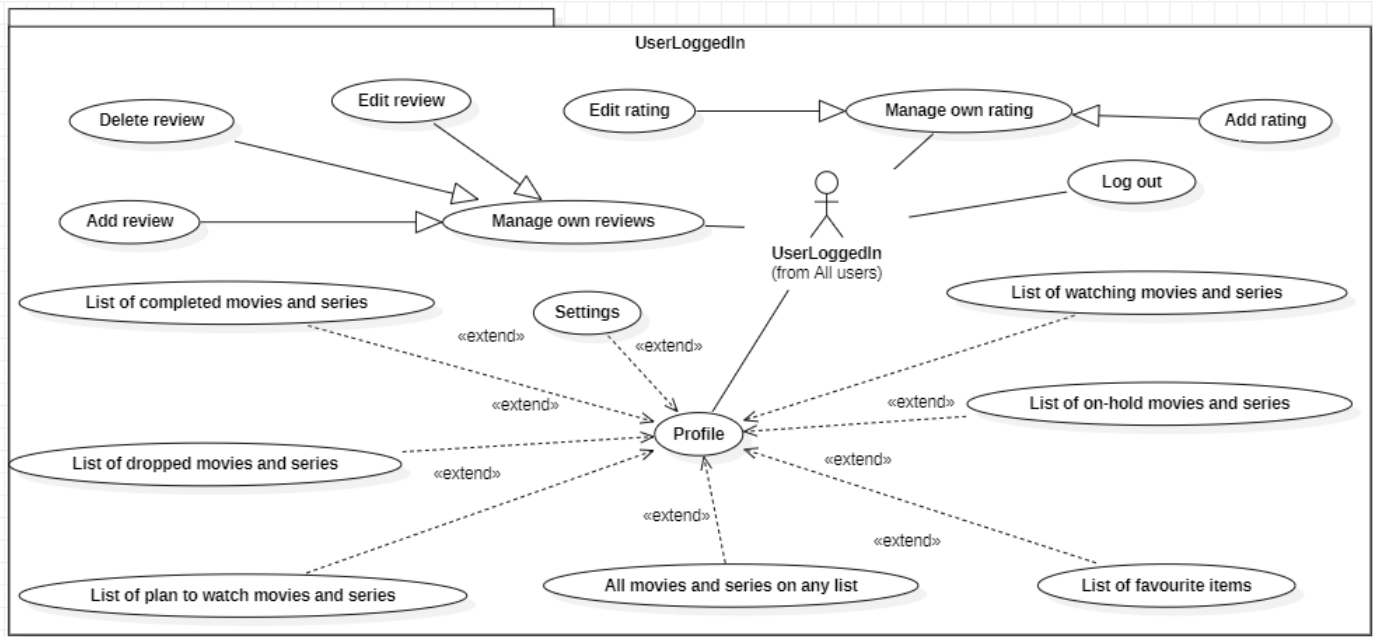 UserLoggedIn
Edit review
Delete review
Edit rating
Manage own rating
Add rating
Log out
Add review
Manage own reviews
UserLoggedIn
(from All users)
List of completed movies and series
Settings
List of watching movies and series
«extend»
«extend»
«extend»
«extend»
List of on-hold movies and series
Profile
List of dropped movies and series
«extend»
«extend»
«extend»
«extend»
List of plan to watch movies and series
All movies and series on any list
List of favourite items